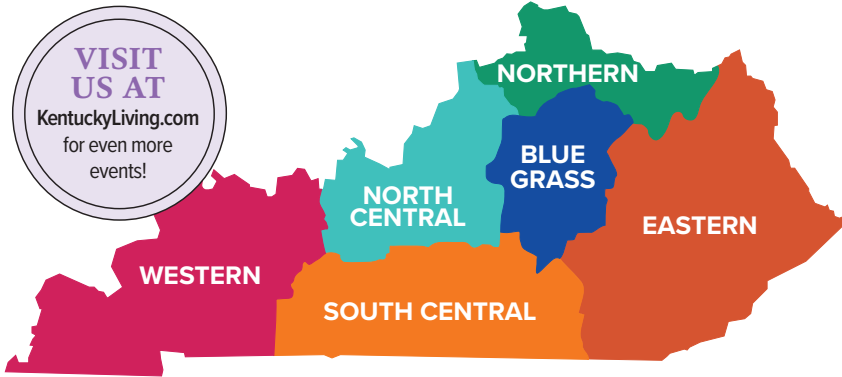 VISIT
US AT
KentuckyLiving.com
for even more
events!
NORTHERN
BLUE
GRASS
NORTH
CENTRAL
EASTERN
WESTERN
SOUTH CENTRAL